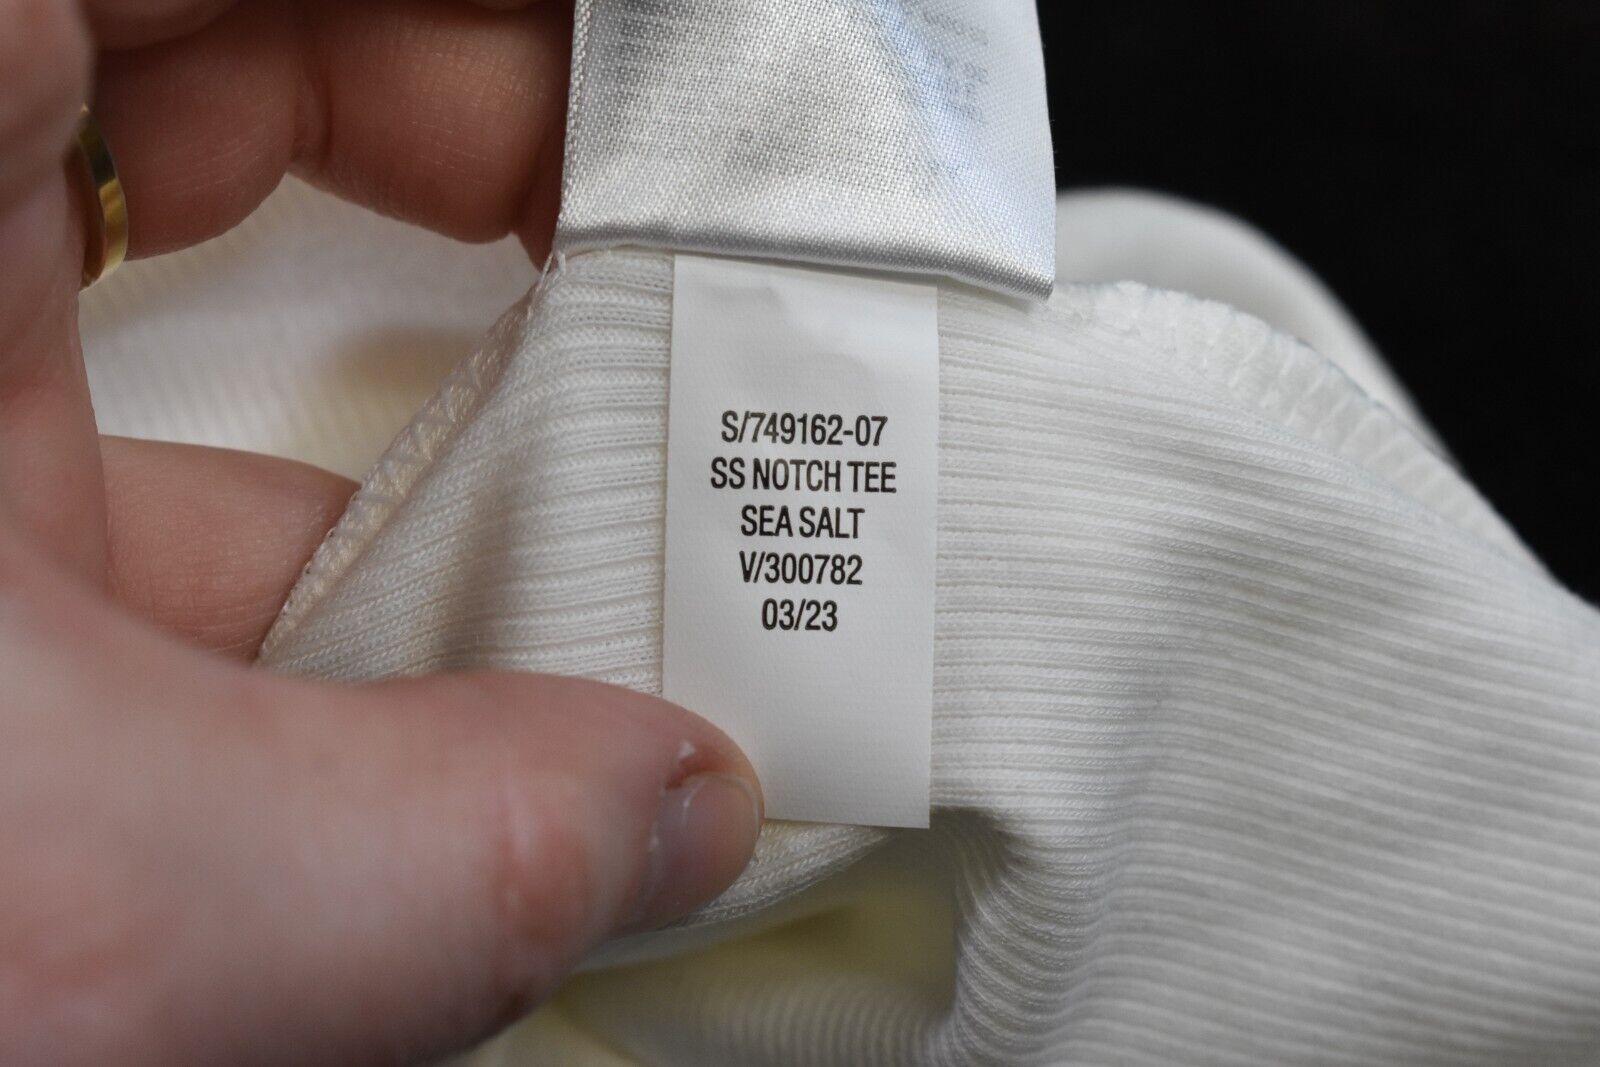 S/749162-07
SS NOTCH TEE
SEA SALT
V/300782
03/23